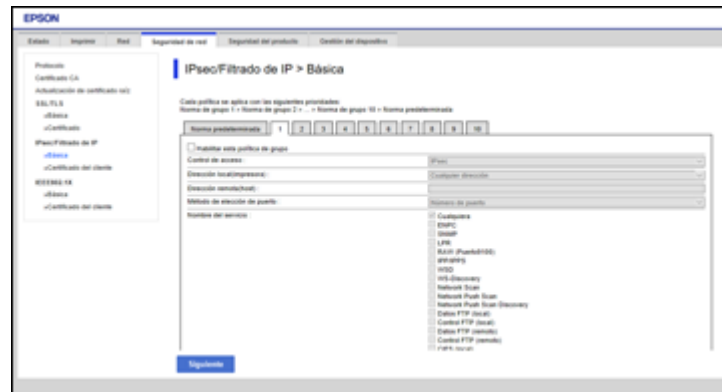 EPSON
Estado Imprimir Red Seguridad de red Seguridad del producto Gestión del dispositivo
Protocolo
Certificado CA
Actualización de certificado raíz
SSL/TLS
»Básica
»Certificado
IPsec/Filtrado de IP
»Básica
»Certificado del cliente
IEEE802.1X
»Básica
»Certificado del cliente
IPsec/Filtrado de IP > Básica
Cada política se aplica con las siguientes prioridades:
Norma de grupo 1 > Norma de grupo 2 > ... > Norma de grupo 10 > Norma predeterminada
Norma predeterminada 1 2 3 4 5 6 7 8 9 10
Habilitar esta política de grupo
Control de acceso : IPsec
Dirección local(impresora) : Cualquier dirección
Dirección remota(host) :
Método de elección de puerto : Número de puerto
Nombre del servicio : Cualquiera
ENPC
SNMP
LPR
RAW (Puerto9100)
IPP/IPPS
WSD
WS-Discovery
Network Scan
Network Push Scan
Network Push Scan Discovery
Datos FTP (local)
Control FTP (local)
Datos FTP (remoto)
Control FTP (remoto)
CIFS (local)
Siguiente